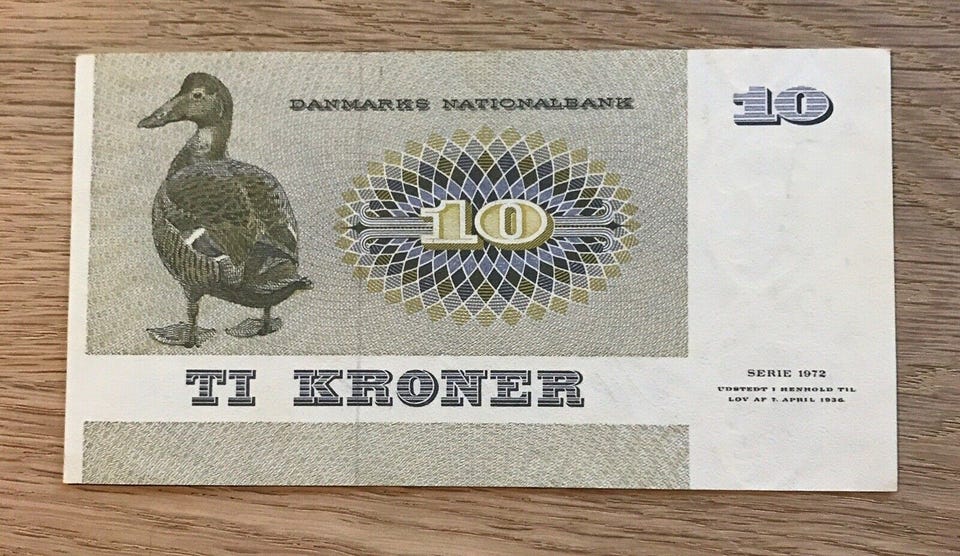 DANMARKS NATIONALBANK
10
10
TI KRONER
SERIE 1972
UDSTEDT I HENHOLD TIL
LOV AF 7. APRIL 1936